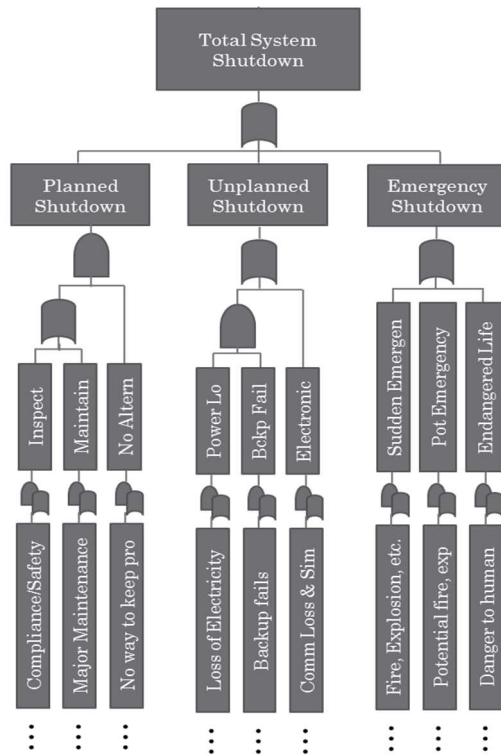 Total System
Shutdown
Planned
Shutdown
Unplanned
Shutdown
Emergency
Shutdown
Inspect
Maintain
No Altern
Power Lo
Bckp Fail
Electronic
Sudden Emergen
Pot Emergency
Endangered Life
Compliance/Safety
Major Maintenance
No way to keep pro
Loss of Electricity
Backup fails
Comm Loss & Sim
Fire, Explosion, etc.
Potential fire, exp
Danger to human